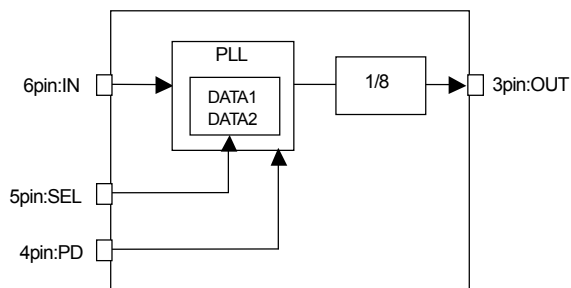 PLL
6pin:IN
DATA1
DATA2
1/8
3pin:OUT
5pin:SEL
4pin:PD